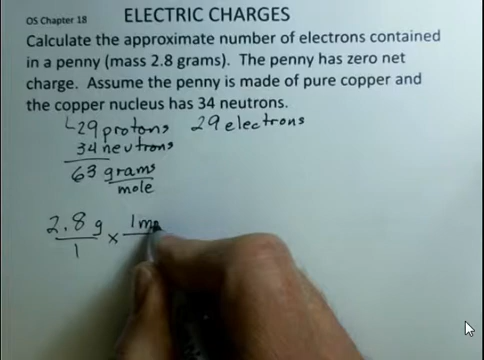 OS Chapter 18 ELECTRIC CHARGES
Calculate the approximate number of electrons contained
in a penny (mass 2.8 grams). The penny has zero net
charge. Assume the penny is made of pure copper and
the copper nucleus has 34 neutrons.
29 protons 29 electrons
34 neutrons
63 grams
mole
2.8 g × 1 mo
1